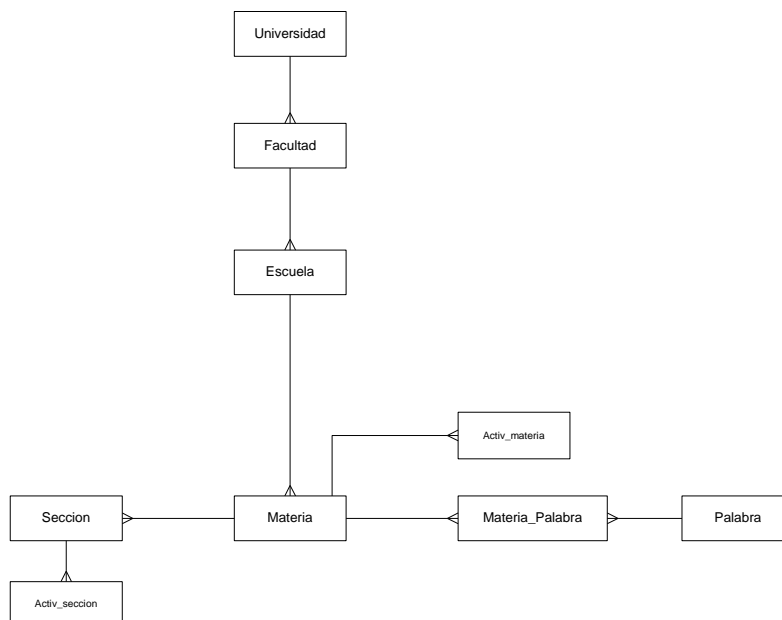 Universidad
Facultad
Escuela
Activ_materia
Seccion
Materia
Materia_Palabra
Palabra
Activ_seccion